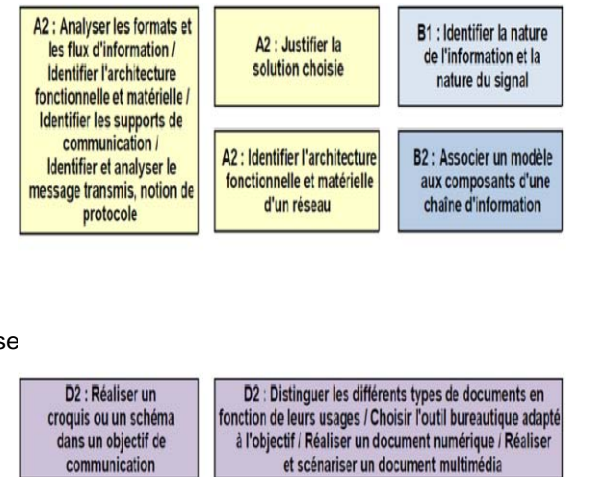 A2 : Analyser les formats et
les flux d'information /
Identifier l'architecture
fonctionnelle et matérielle /
Identifier les supports de
communication /
Identifier et analyser le
message transmis, notion de
protocole
A2 : Justifier la
solution choisie
B1 : Identifier la nature
de l'information et la
nature du signal
A2 : Identifier l'architecture
fonctionnelle et matérielle
d'un réseau
B2 : Associer un modèle
aux composants d'une
chaîne d'information
se
D2 : Réaliser un
croquis ou un schéma
dans un objectif de
communication
D2 : Distinguer les différents types de documents en
fonction de leurs usages / Choisir l'outil bureautique adapté
à l'objectif / Réaliser un document numérique / Réaliser
et scénariser un document multimédia